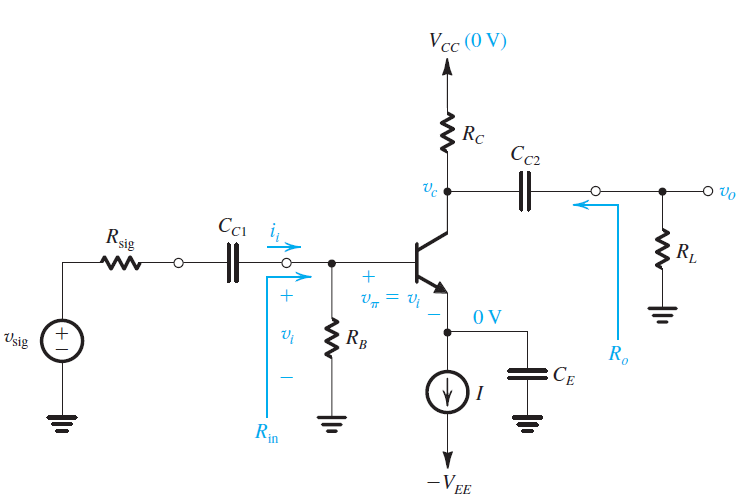 V_CC (0 V)
R_C
C_C2
v_c
v_o
C_C1
i_i
R_sig
R_L
+
v_π = v_i
−
+
v_i
−
0 V
v_sig
+
−
R_B
R_o
C_E
I
R_in
−V_EE